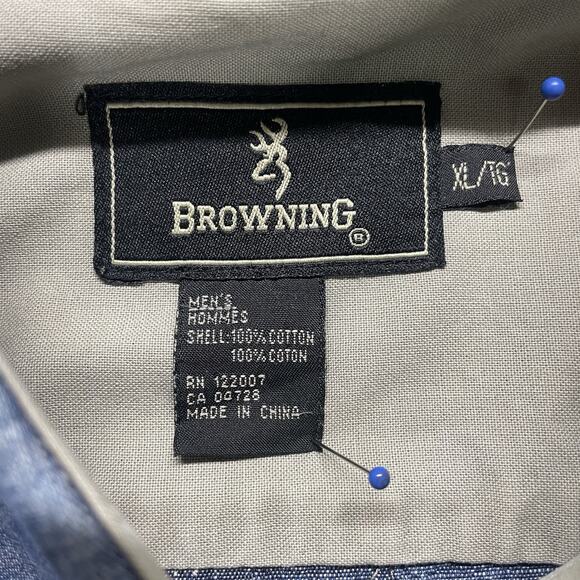 BROWNING
®
XL/TG
MEN'S
HOMMES
SHELL:100% COTTON
100% COTON
RN 122007
CA 04728
MADE IN CHINA